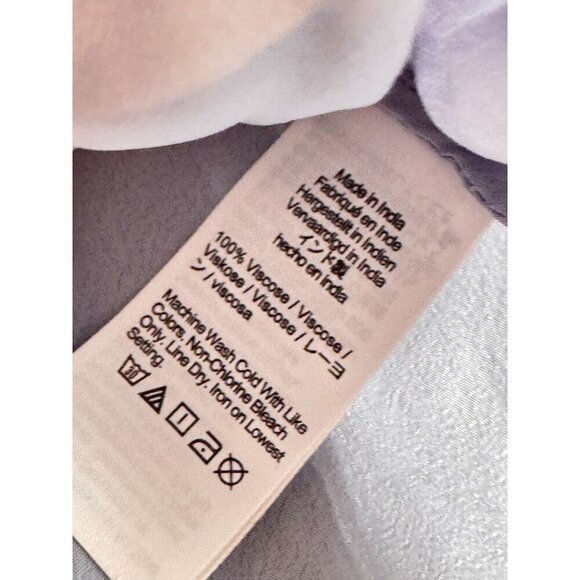 Made in India
Fabriqué en Inde
Hergestellt in Indien
Vervaardigd in India
インド製
hecho en India
100% Viscose / Viscose /
Viskose / Viscose / レーヨ
ン / viscosa
Machine Wash Cold With Like
Colors. Non-Chlorine Bleach
Only. Line Dry. Iron on Lowest
Setting.
30